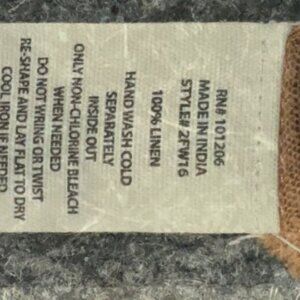 RN# 101206
MADE IN INDIA
STYLE# 2FW16
100% LINEN
HAND WASH COLD
SEPARATELY
INSIDE OUT
ONLY NON-CHLORINE BLEACH
WHEN NEEDED
DO NOT WRING OR TWIST
RE-SHAPE AND LAY FLAT TO DRY
COOL IRON IF NEEDED